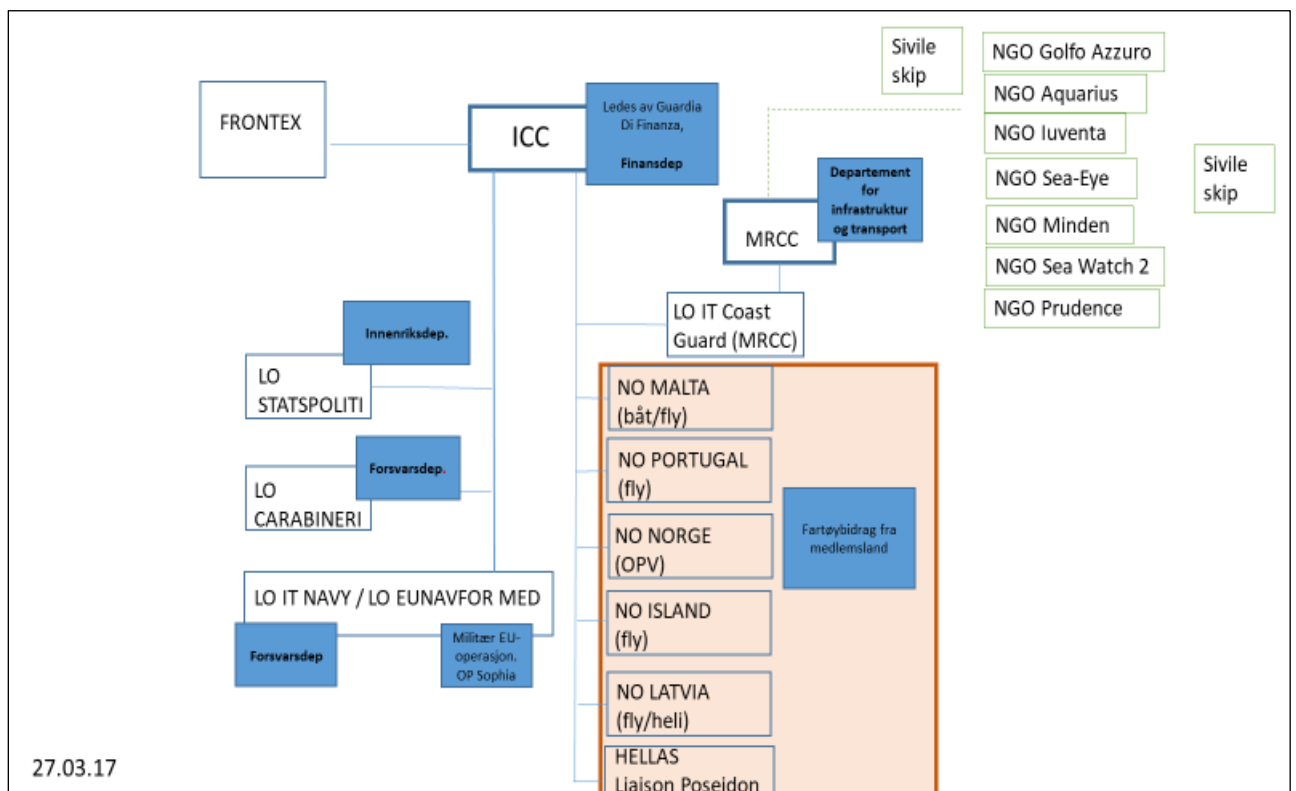 Sivile
skip
NGO Golfo Azzuro
NGO Aquarius
NGO Iuventa
NGO Sea-Eye
NGO Minden
NGO Sea Watch 2
NGO Prudence
Sivile
skip
FRONTEX
ICC
Ledes av Guardia
Di Finanza,
Finansdep
Departement
for
infrastruktur
og transport
MRCC
LO IT Coast
Guard (MRCC)
Innenriksdep.
LO
STATSPOLITI
Forsvarsdep.
LO
CARABINERI
LO IT NAVY / LO EUNAVFOR MED
Forsvarsdep
Militær EU-
operasjon.
OP Sophia
NO MALTA
(båt/fly)
NO PORTUGAL
(fly)
NO NORGE
(OPV)
NO ISLAND
(fly)
NO LATVIA
(fly/heli)
HELLAS
Liaison Poseidon
Fartøybidrag fra
medlemsland
27.03.17